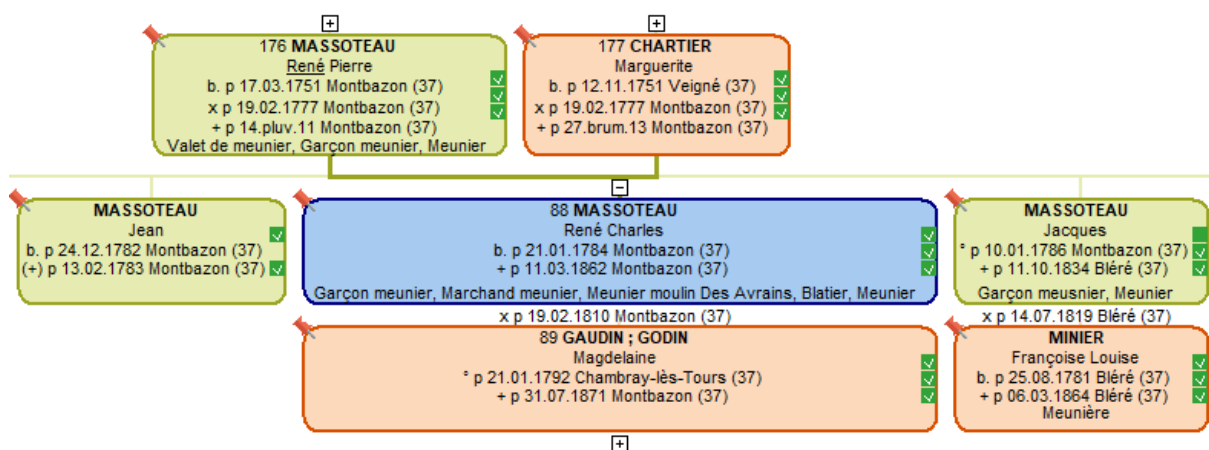 176 MASSOTEAU
René Pierre
b. p 17.03.1751 Montbazon (37)
x p 19.02.1777 Montbazon (37)
+ p 14.pluv.11 Montbazon (37)
Valet de meunier, Garçon meunier, Meunier
177 CHARTIER
Marguerite
b. p 12.11.1751 Veigné (37)
x p 19.02.1777 Montbazon (37)
+ p 27.brum.13 Montbazon (37)
MASSOTEAU
Jean
b. p 24.12.1782 Montbazon (37)
(+) p 13.02.1783 Montbazon (37)
88 MASSOTEAU
René Charles
b. p 21.01.1784 Montbazon (37)
+ p 11.03.1862 Montbazon (37)
Garçon meunier, Marchand meunier, Meunier moulin Des Avrains, Blatier, Meunier
x p 19.02.1810 Montbazon (37)
89 GAUDIN ; GODIN
Magdelaine
° p 21.01.1792 Chambray-lès-Tours (37)
+ p 31.07.1871 Montbazon (37)
MASSOTEAU
Jacques
° p 10.01.1786 Montbazon (37)
+ p 11.10.1834 Bléré (37)
Garçon meusnier, Meunier
x p 14.07.1819 Bléré (37)
MINIER
Françoise Louise
b. p 25.08.1781 Bléré (37)
+ p 06.03.1864 Bléré (37)
Meunière